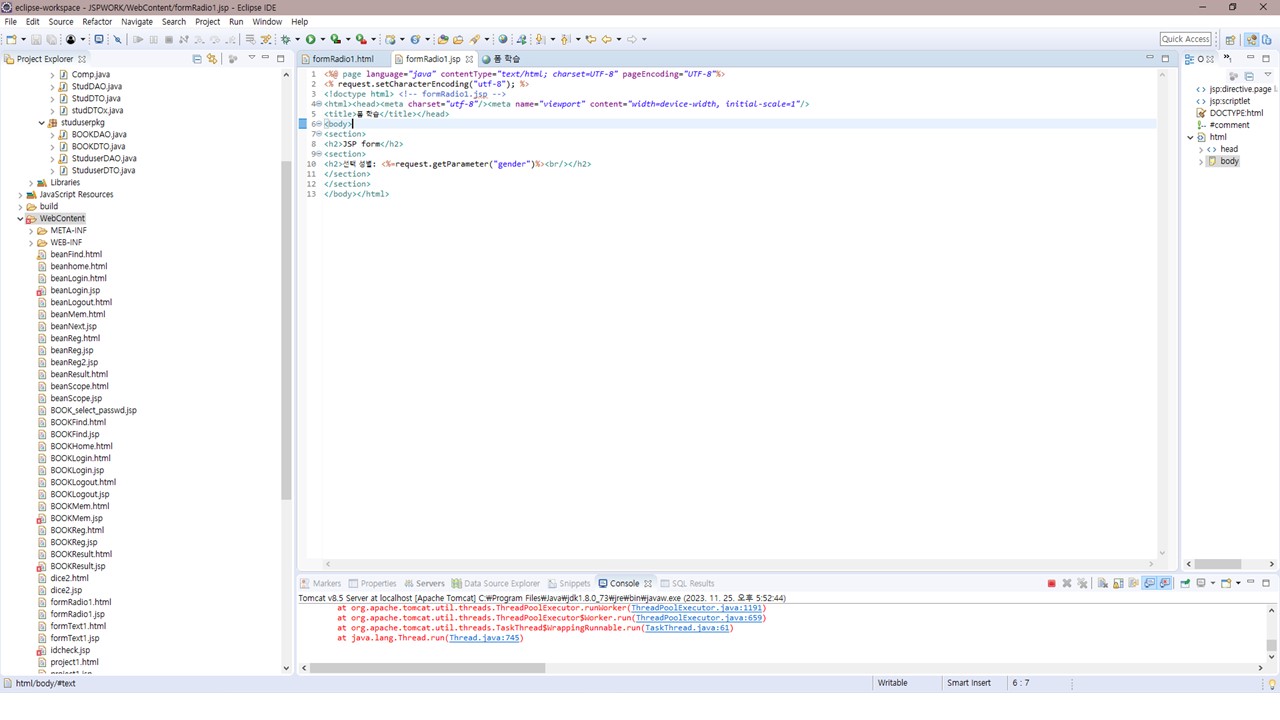 eclipse-workspace - JSPWORK/WebContent/formRadio1.jsp - Eclipse IDE
File Edit Source Refactor Navigate Search Project Run Window Help
Quick Access
Project Explorer
Comp.java
StudDAO.java
StudDTO.java
studDTOx.java
studuserpkg
BOOKDAO.java
BOOKDTO.java
StuduserDAO.java
StuduserDTO.java
Libraries
JavaScript Resources
build
WebContent
META-INF
WEB-INF
beanFind.html
beanhome.html
beanLogin.html
beanLogin.jsp
beanLogout.html
beanMem.html
beanNext.jsp
beanReg.html
beanReg.jsp
beanReg2.jsp
beanResult.html
beanScope.html
beanScope.jsp
BOOK_select_passwd.jsp
BOOKFind.html
BOOKFind.jsp
BOOKHome.html
BOOKLogin.html
BOOKLogin.jsp
BOOKLogout.html
BOOKLogout.jsp
BOOKMem.html
BOOKMem.jsp
BOOKReg.html
BOOKReg.jsp
BOOKResult.html
BOOKResult.jsp
dice2.html
dice2.jsp
formRadio1.html
formRadio1.jsp
formText1.html
formText1.jsp
idcheck.jsp
project1.html
project1.jsp
formRadio1.html formRadio1.jsp 폼 학습
1 <%@ page language="java" contentType="text/html; charset=UTF-8" pageEncoding="UTF-8"%>
2 <% request.setCharacterEncoding("utf-8"); %>
3 <!doctype html> <!-- formRadio1.jsp -->
4 <html><head><meta charset="utf-8"/><meta name="viewport" content="width=device-width, initial-scale=1"/>
5 <title>폼 학습</title></head>
6 <body>
7 <section>
8 <h2>JSP form</h2>
9 <section>
10 <h2>선택 성별: <%=request.getParameter("gender")%><br/></h2>
11 </section>
12 </section>
13 </body></html>
jsp:directive.page
jsp:scriptlet
DOCTYPE:html
#comment
html
head
body
Markers Properties Servers Data Source Explorer Snippets Console SQL Results
Tomcat v8.5 Server at localhost [Apache Tomcat] C:₩Program Files₩Java₩jdk1.8.0_73₩jre₩bin₩javaw.exe (2023. 11. 25. 오후 5:52:44)
at org.apache.tomcat.util.threads.ThreadPoolExecutor.runWorker(ThreadPoolExecutor.java:1191)
at org.apache.tomcat.util.threads.ThreadPoolExecutor$Worker.run(ThreadPoolExecutor.java:659)
at org.apache.tomcat.util.threads.TaskThread$WrappingRunnable.run(TaskThread.java:61)
at java.lang.Thread.run(Thread.java:745)
html/body/#text
Writable Smart Insert 6 : 7